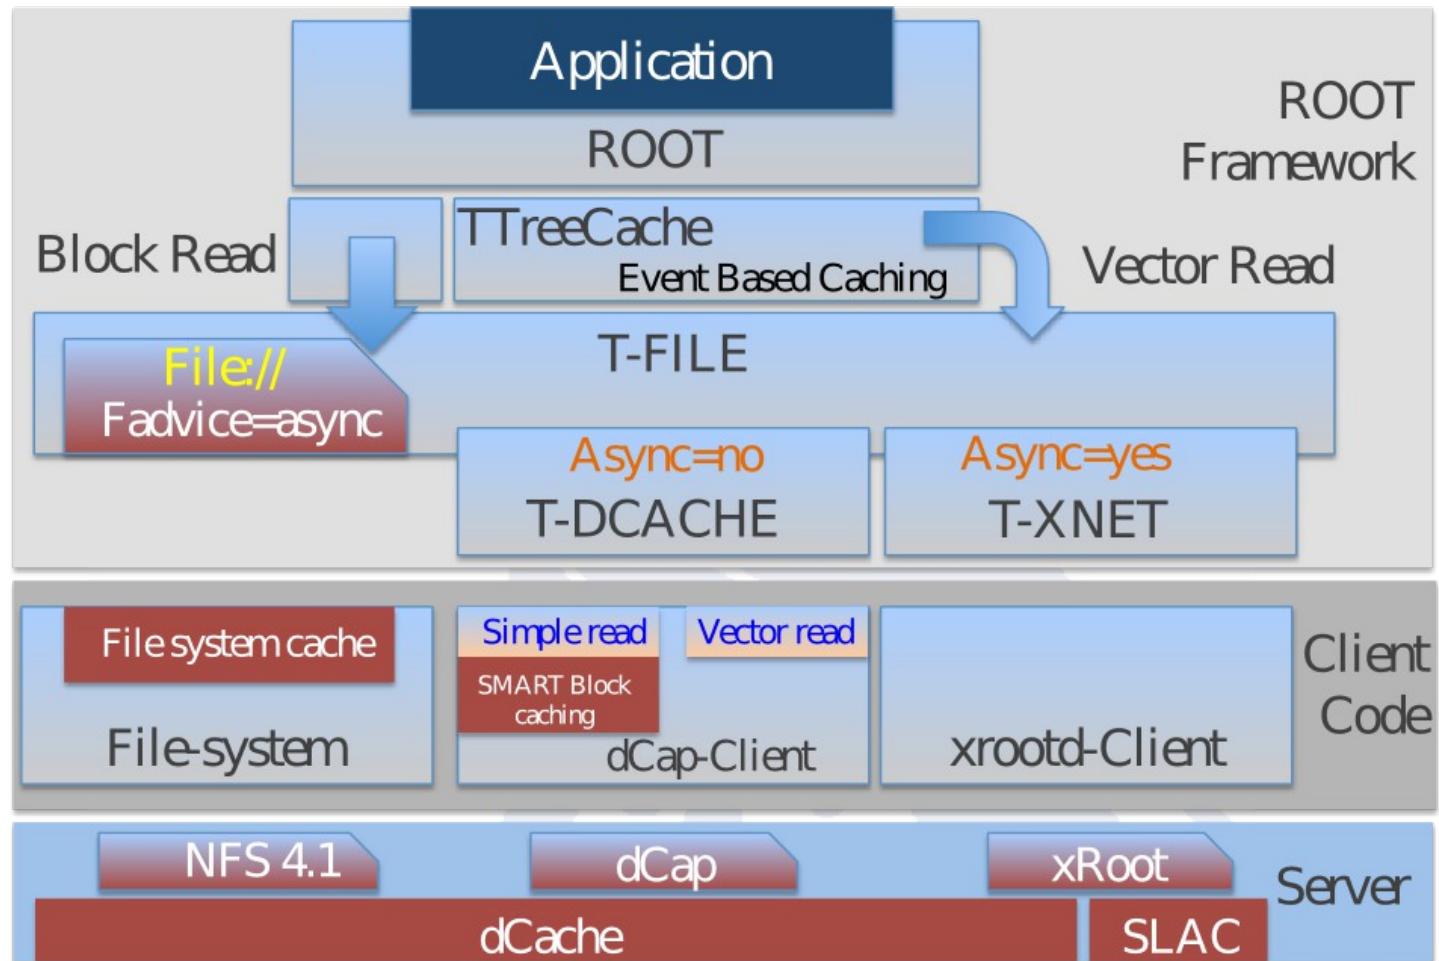 Application
ROOT
ROOT
Framework
Block Read
TTreeCache
Event Based Caching
Vector Read
T-FILE
File://
Fadvice=async
Async=no
T-DCACHE
Async=yes
T-XNET
File system cache
File-system
Simple read
Vector read
SMART Block
caching
dCap-Client
xrootd-Client
Client
Code
NFS 4.1
dCap
xRoot
Server
dCache
SLAC